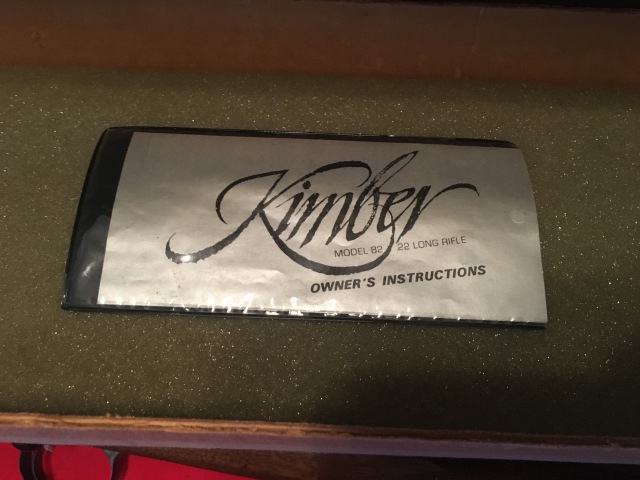 Kimber
MODEL 82 22 LONG RIFLE
OWNER'S INSTRUCTIONS